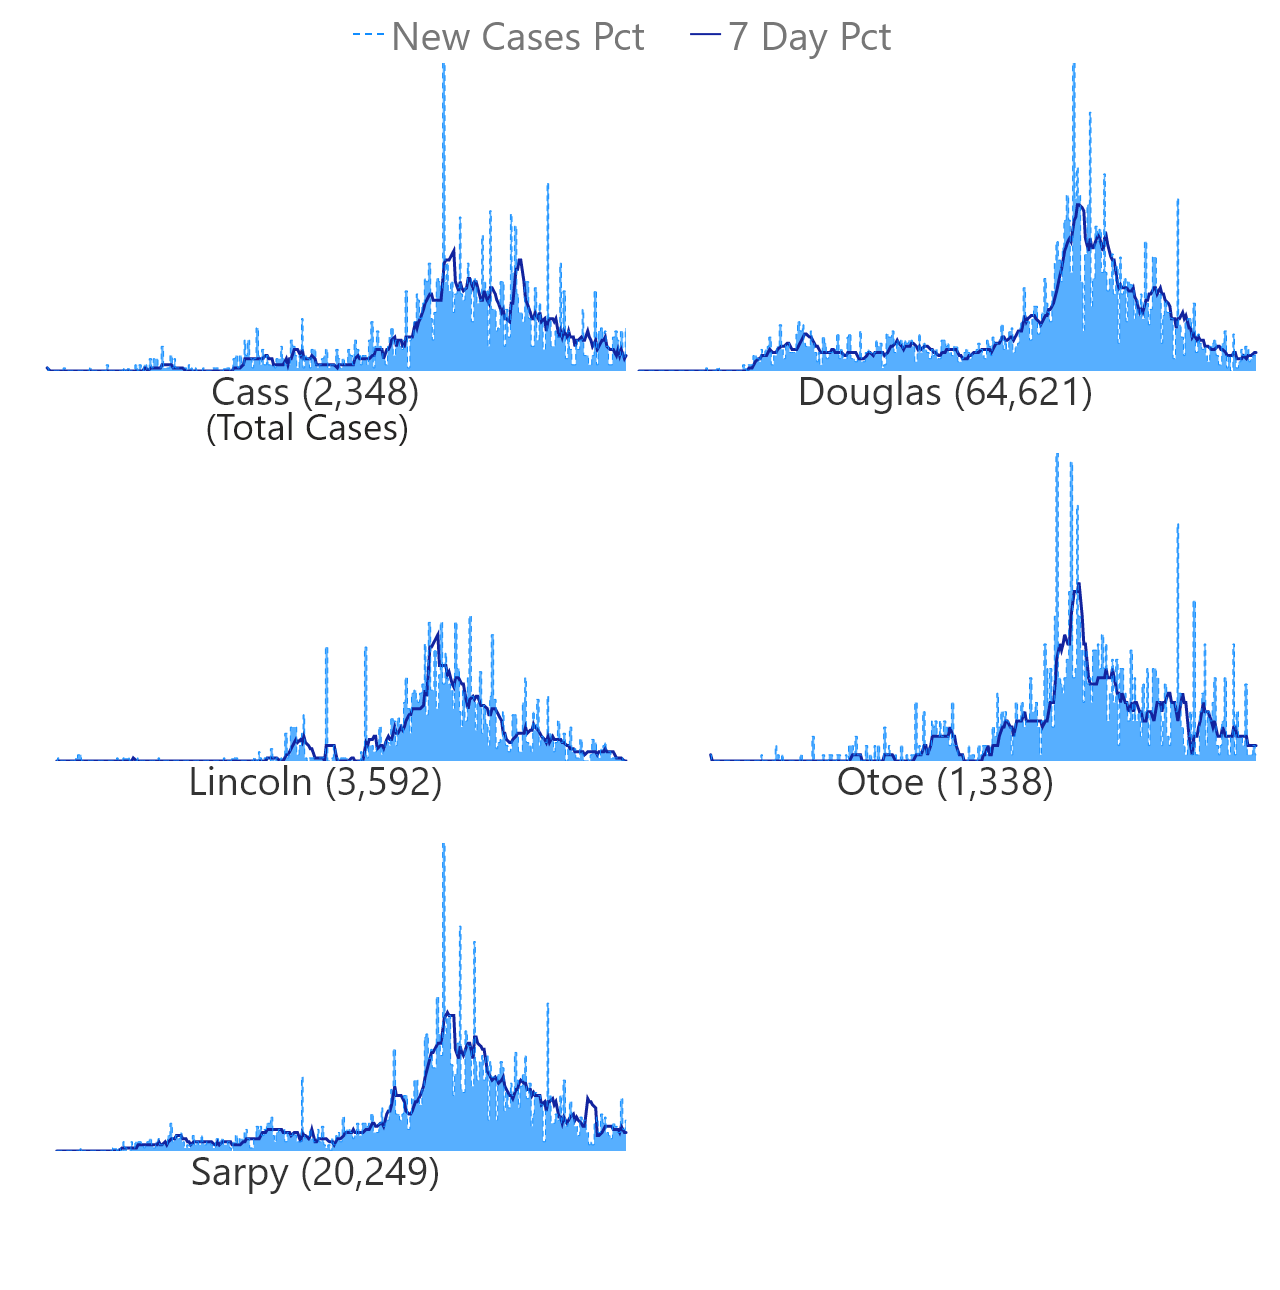 New Cases Pct 7 Day Pct
Cass (2,348)
(Total Cases)
Douglas (64,621)
Lincoln (3,592)
Otoe (1,338)
Sarpy (20,249)